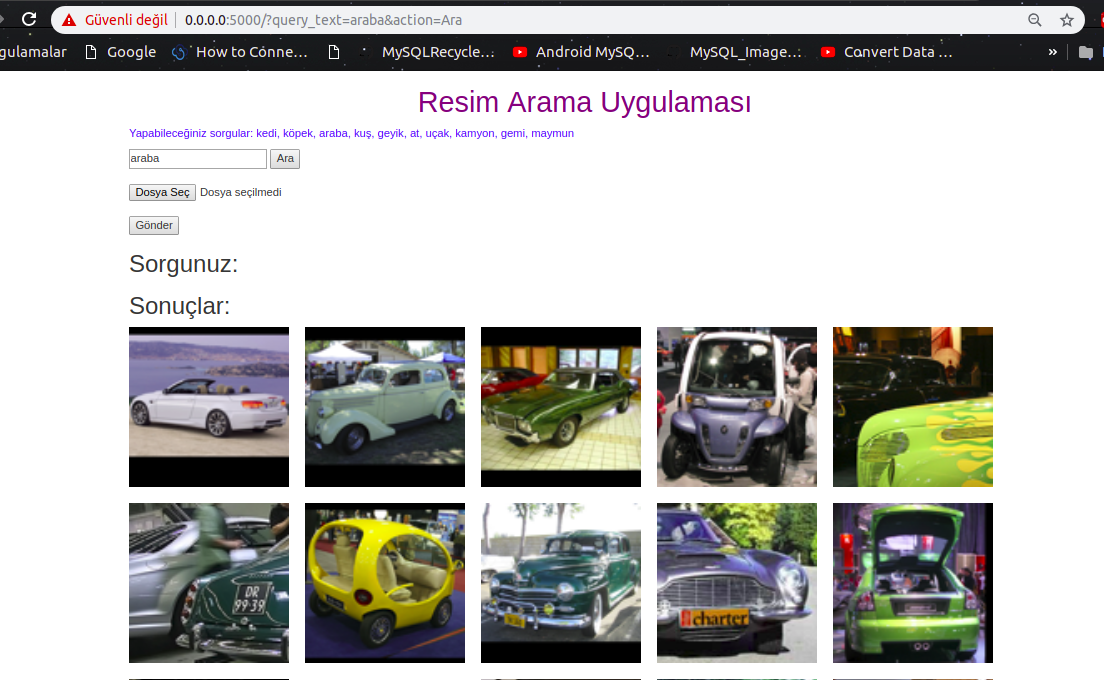 Güvenli değil 0.0.0.0:5000/?query_text=araba&action=Ara
gulamalar Google How to Conne... MySQLRecycle... Android MySQ... MySQL_Image... Convert Data ... »
Resim Arama Uygulaması
Yapabileceğiniz sorgular: kedi, köpek, araba, kuş, geyik, at, uçak, kamyon, gemi, maymun
araba Ara
Dosya Seç Dosya seçilmedi
Gönder
Sorgunuz:
Sonuçlar:
DR
99-39
charter